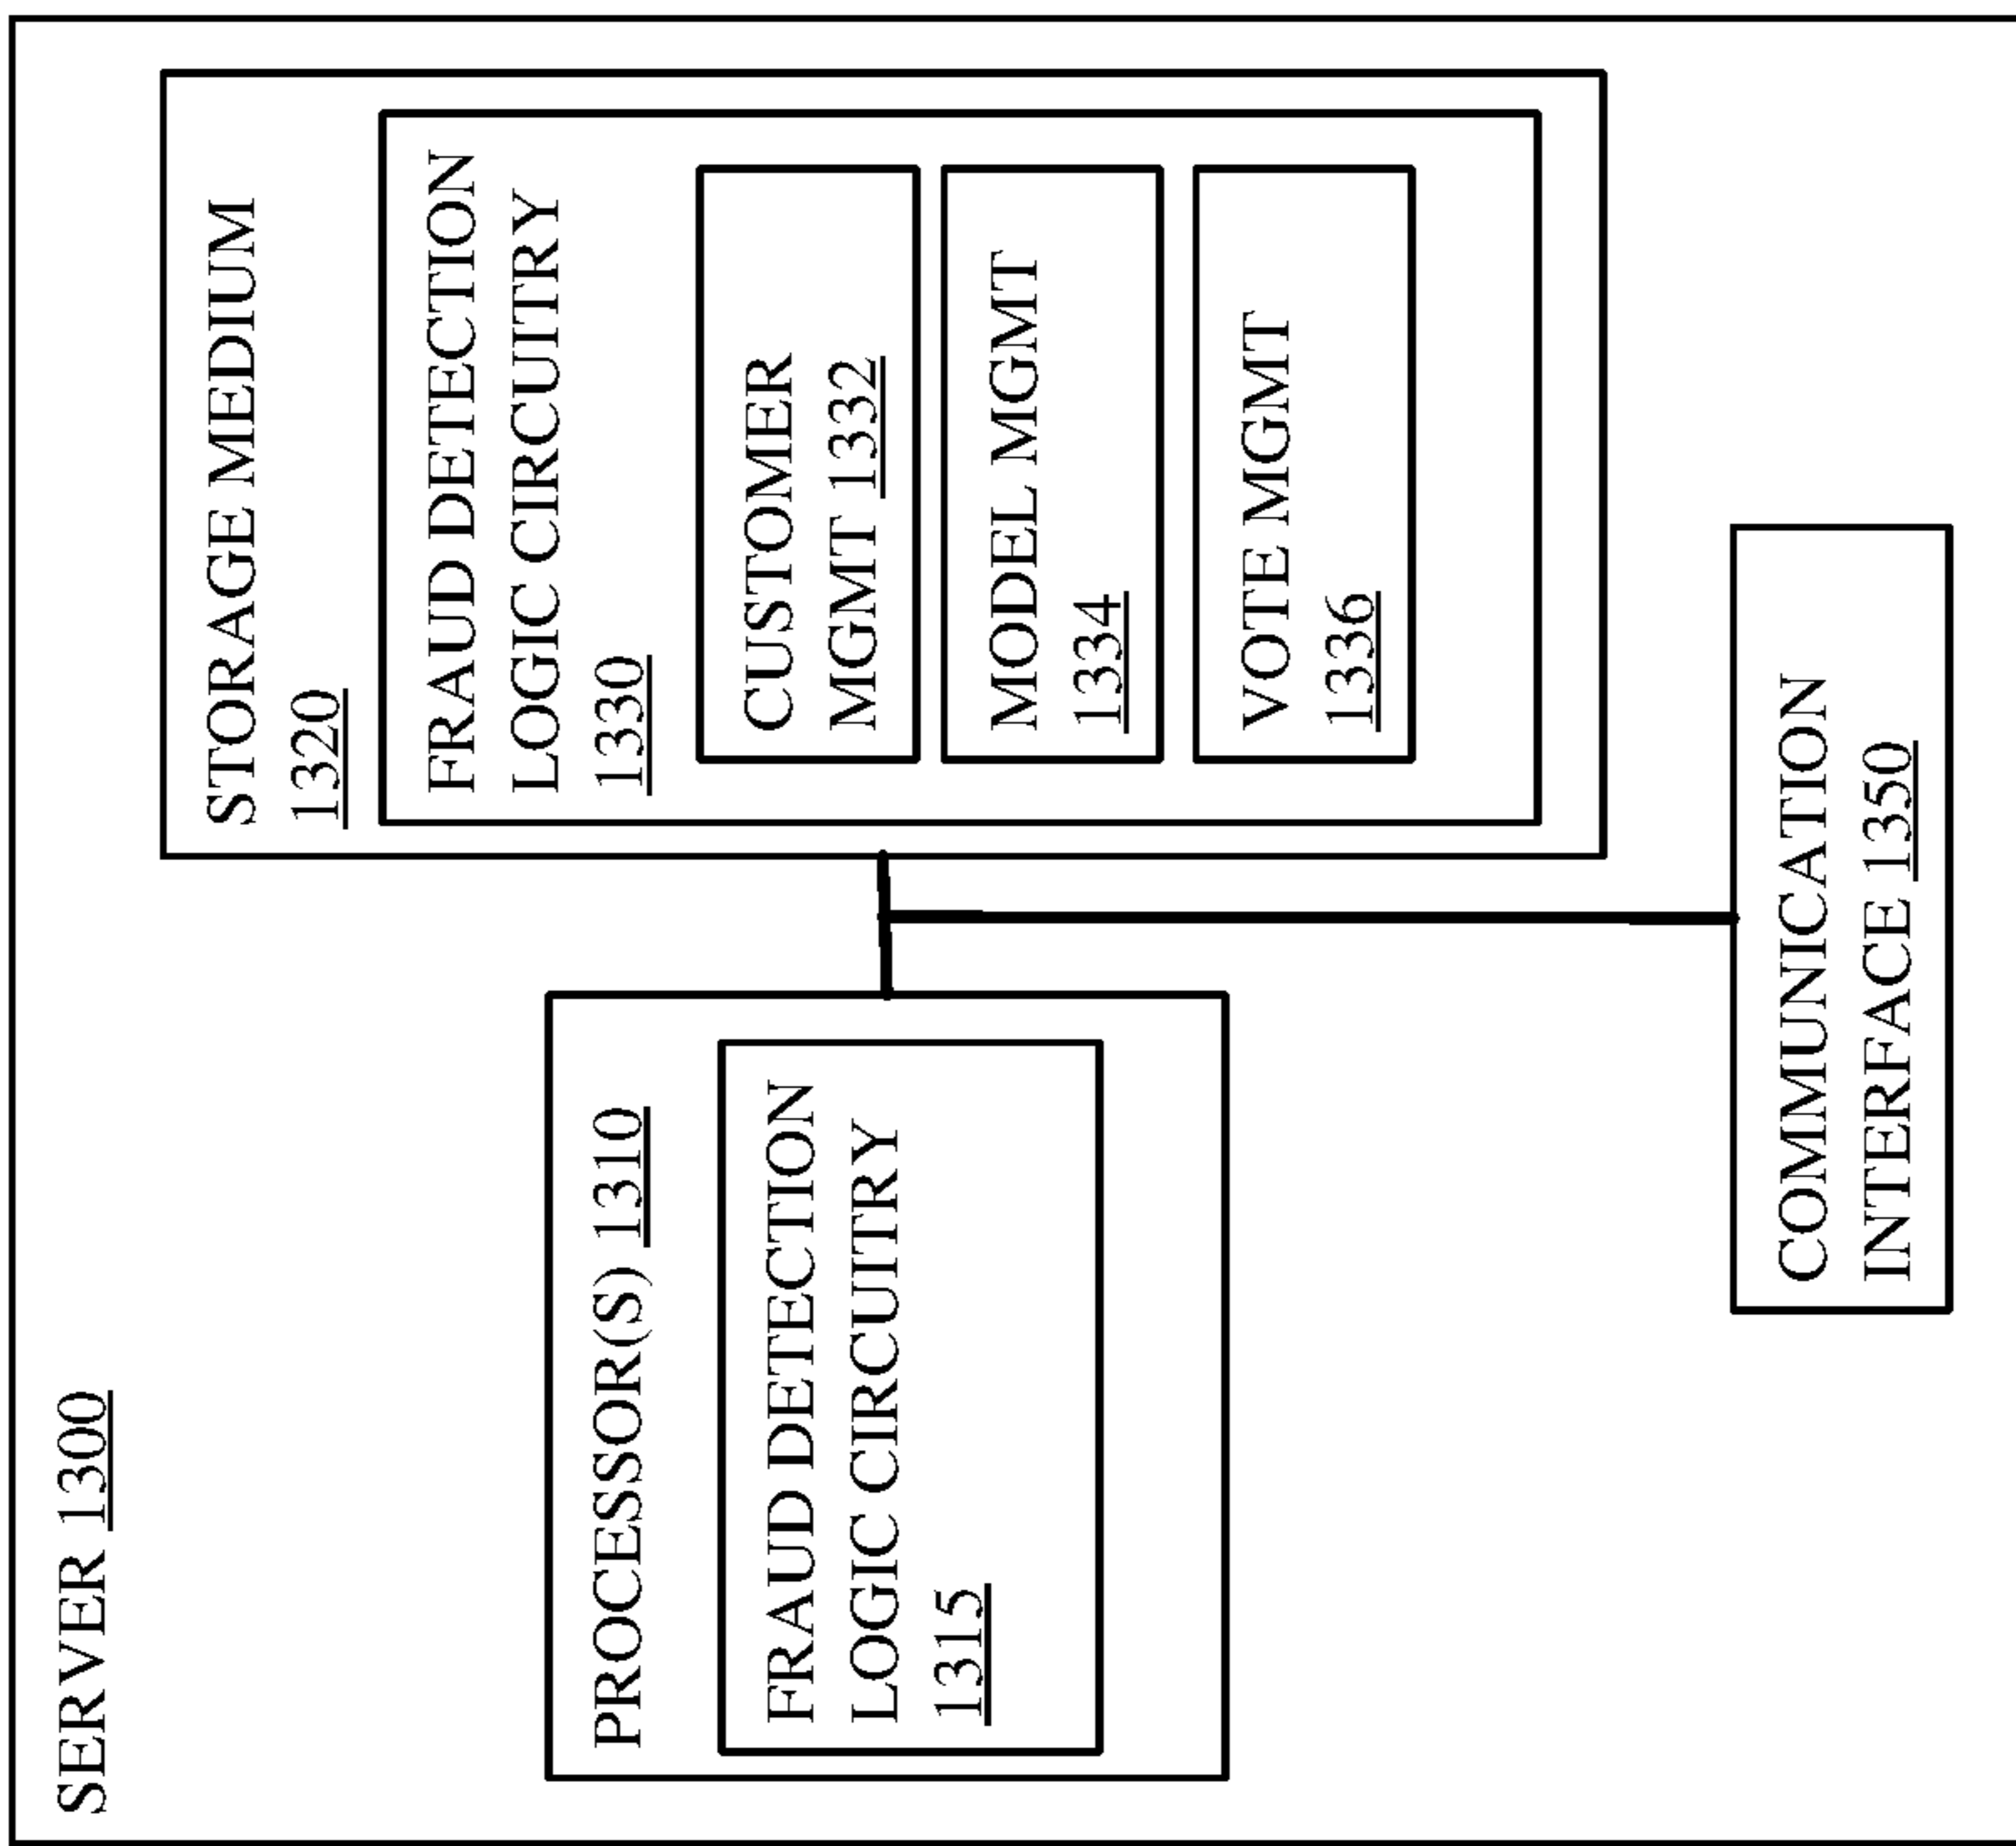 SERVER 1300
PROCESSOR(S) 1310
FRAUD DETECTION
LOGIC CIRCUITRY
1315
STORAGE MEDIUM
1320
FRAUD DETECTION
LOGIC CIRCUITRY
1330
CUSTOMER
MGMT 1332
MODEL MGMT
1334
VOTE MGMT
1336
COMMUNICATION
INTERFACE 1350